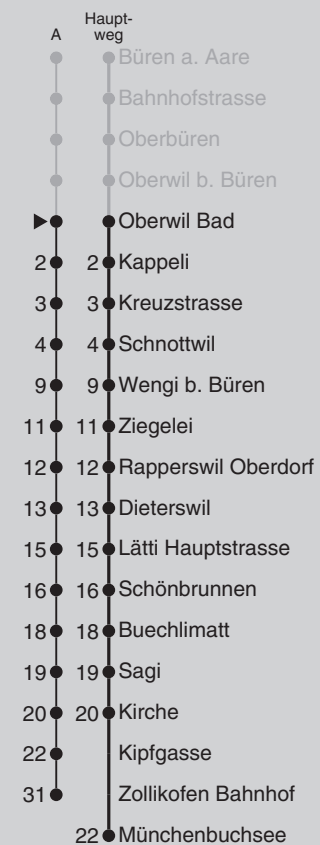 Haupt-
A weg
Büren a. Aare
Bahnhofstrasse
Oberbüren
Oberwil b. Büren
Oberwil Bad
2 2 Kappeli
3 3 Kreuzstrasse
4 4 Schnottwil
9 9 Wengi b. Büren
11 11 Ziegelei
12 12 Rapperswil Oberdorf
13 13 Dieterswil
15 15 Lätti Hauptstrasse
16 16 Schönbrunnen
18 18 Buechlimatt
19 19 Sagi
20 20 Kirche
22 Kipfgasse
31 Zollikofen Bahnhof
22 Münchenbuchsee